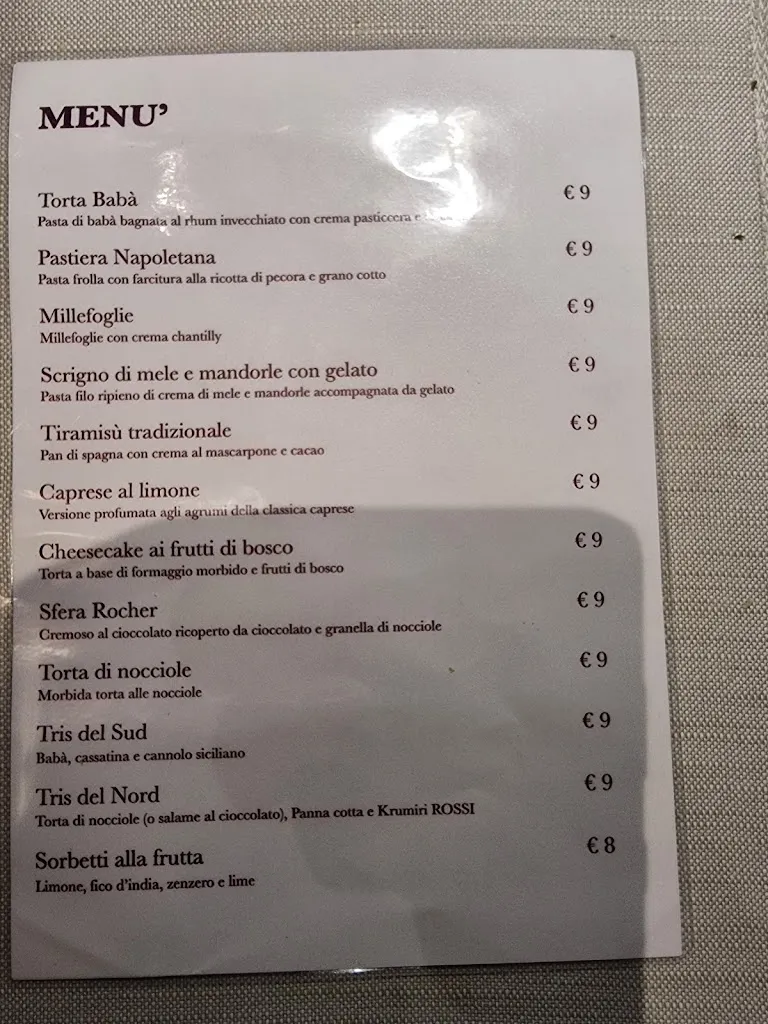 MENU’
Torta Babà € 9
Pasta di babà bagnata al rhum invecchiato con crema pasticcera e
Pastiera Napoletana € 9
Pasta frolla con farcitura alla ricotta di pecora e grano cotto
Millefoglie € 9
Millefoglie con crema chantilly
Scrigno di mele e mandorle con gelato € 9
Pasta filo ripieno di crema di mele e mandorle accompagnata da gelato
Tiramisù tradizionale € 9
Pan di spagna con crema al mascarpone e cacao
Caprese al limone € 9
Versione profumata agli agrumi della classica caprese
Cheesecake ai frutti di bosco € 9
Torta a base di formaggio morbido e frutti di bosco
Sfera Rocher € 9
Cremoso al cioccolato ricoperto da cioccolato e granella di nocciole
Torta di nocciole € 9
Morbida torta alle nocciole
Tris del Sud € 9
Babà, cassatina e cannolo siciliano
Tris del Nord € 9
Torta di nocciole (o salame al cioccolato), Panna cotta e Krumiri ROSSI
Sorbetti alla frutta € 8
Limone, fico d’india, zenzero e lime